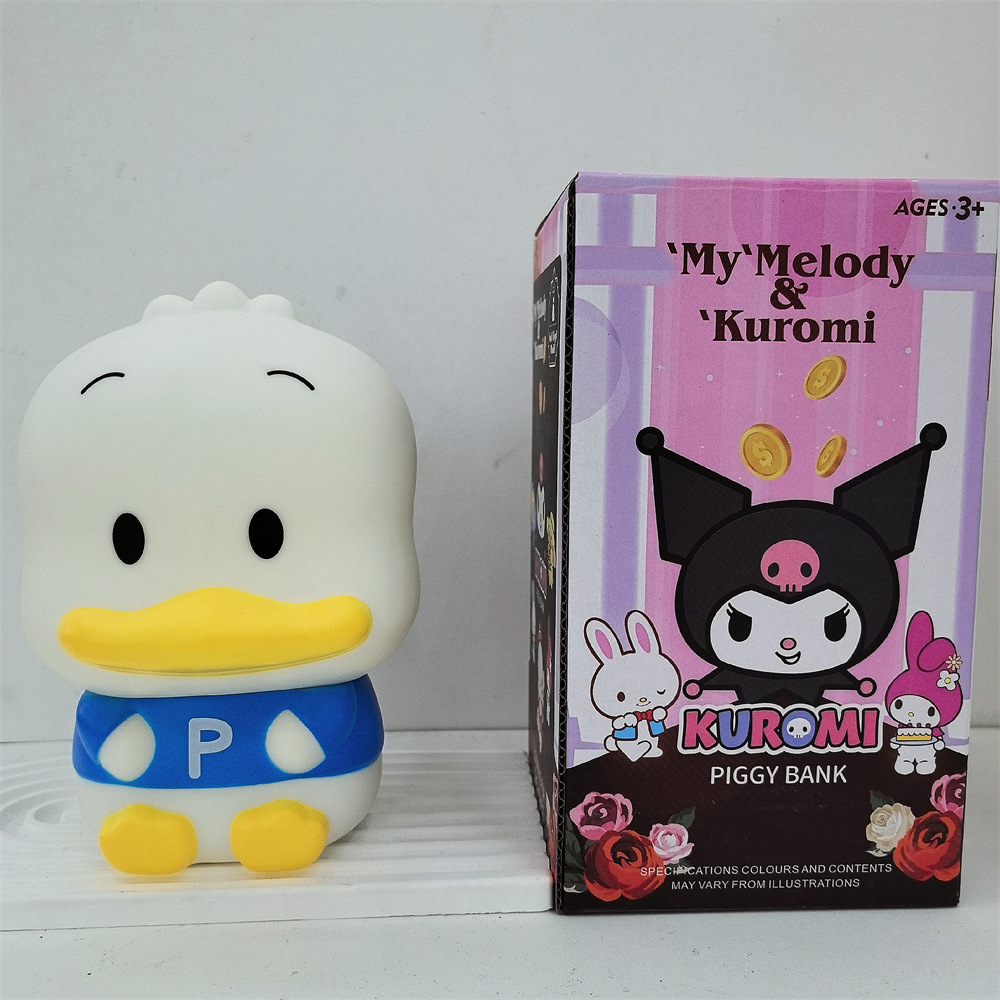 P
AGES·3+
‘My‘Melody
&
‘Kuromi
KUROMI
PIGGY BANK
SPECIFICATIONS COLOURS AND CONTENTS
MAY VARY FROM ILLUSTRATIONS